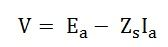 V = Eₐ − ZₛIₐ